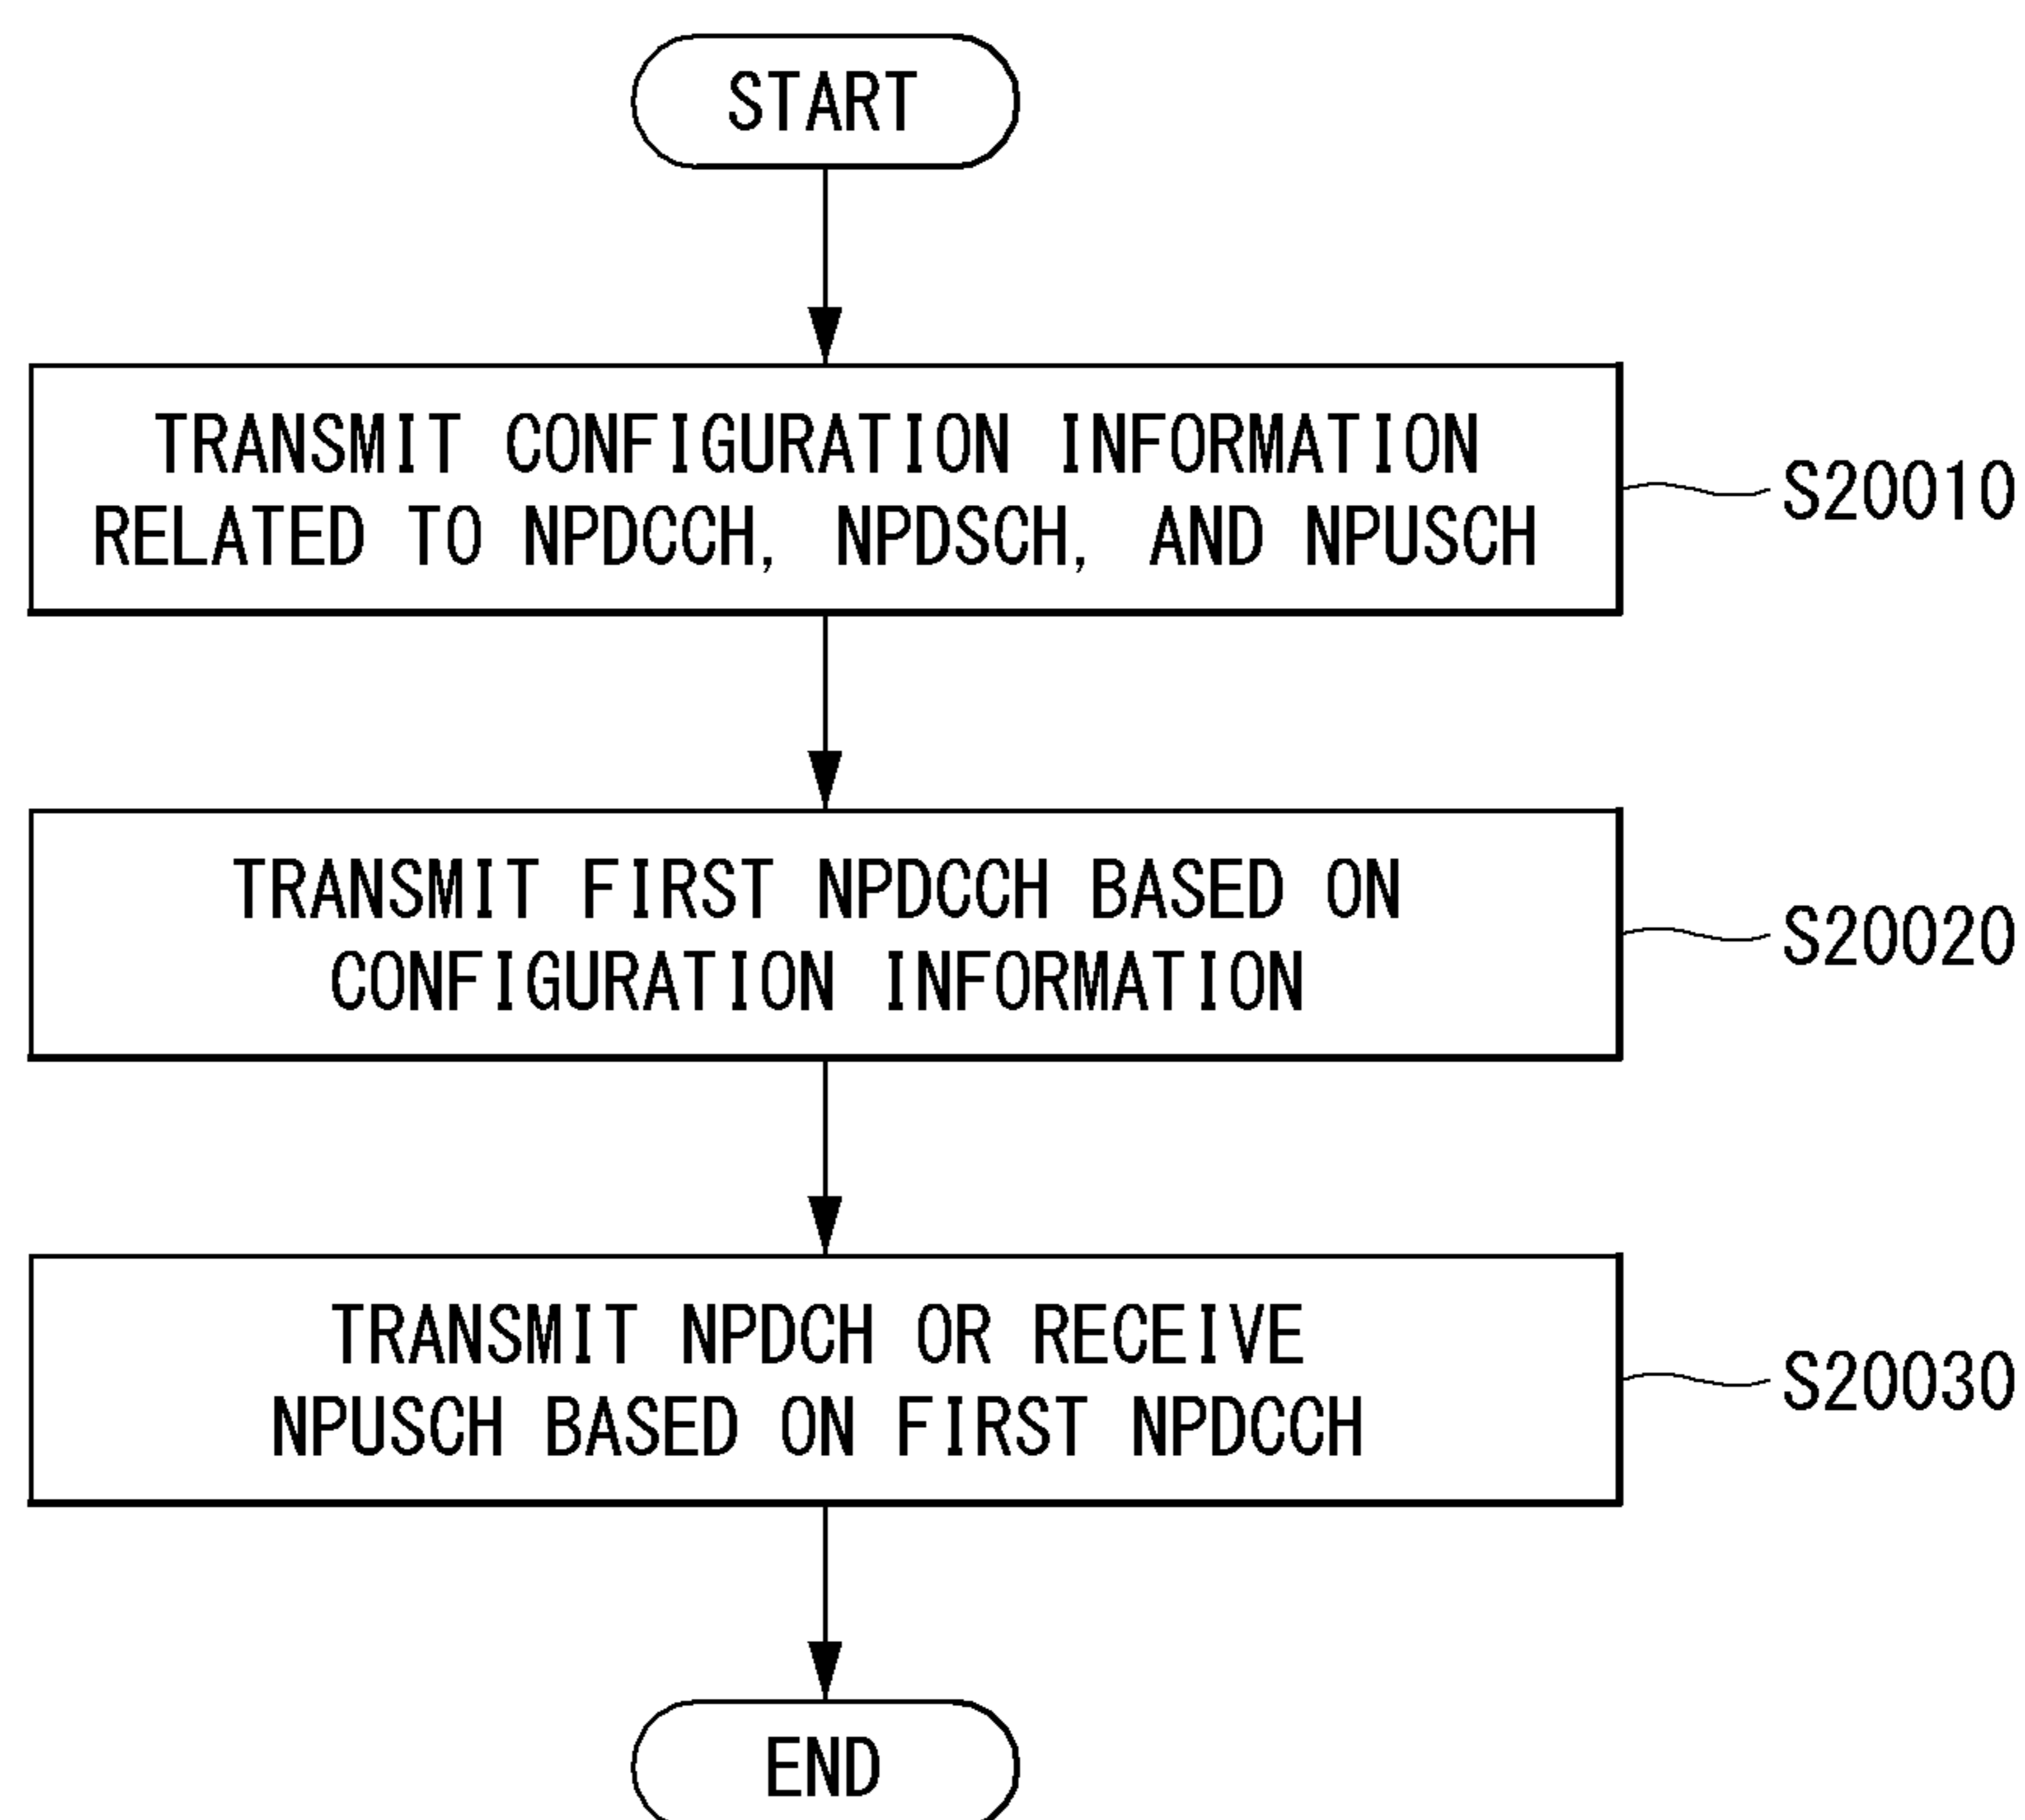 START
TRANSMIT CONFIGURATION INFORMATION
RELATED TO NPDCCH, NPDSCH, AND NPUSCH
S20010
TRANSMIT FIRST NPDCCH BASED ON
CONFIGURATION INFORMATION
S20020
TRANSMIT NPDCH OR RECEIVE
NPUSCH BASED ON FIRST NPDCCH
S20030
END